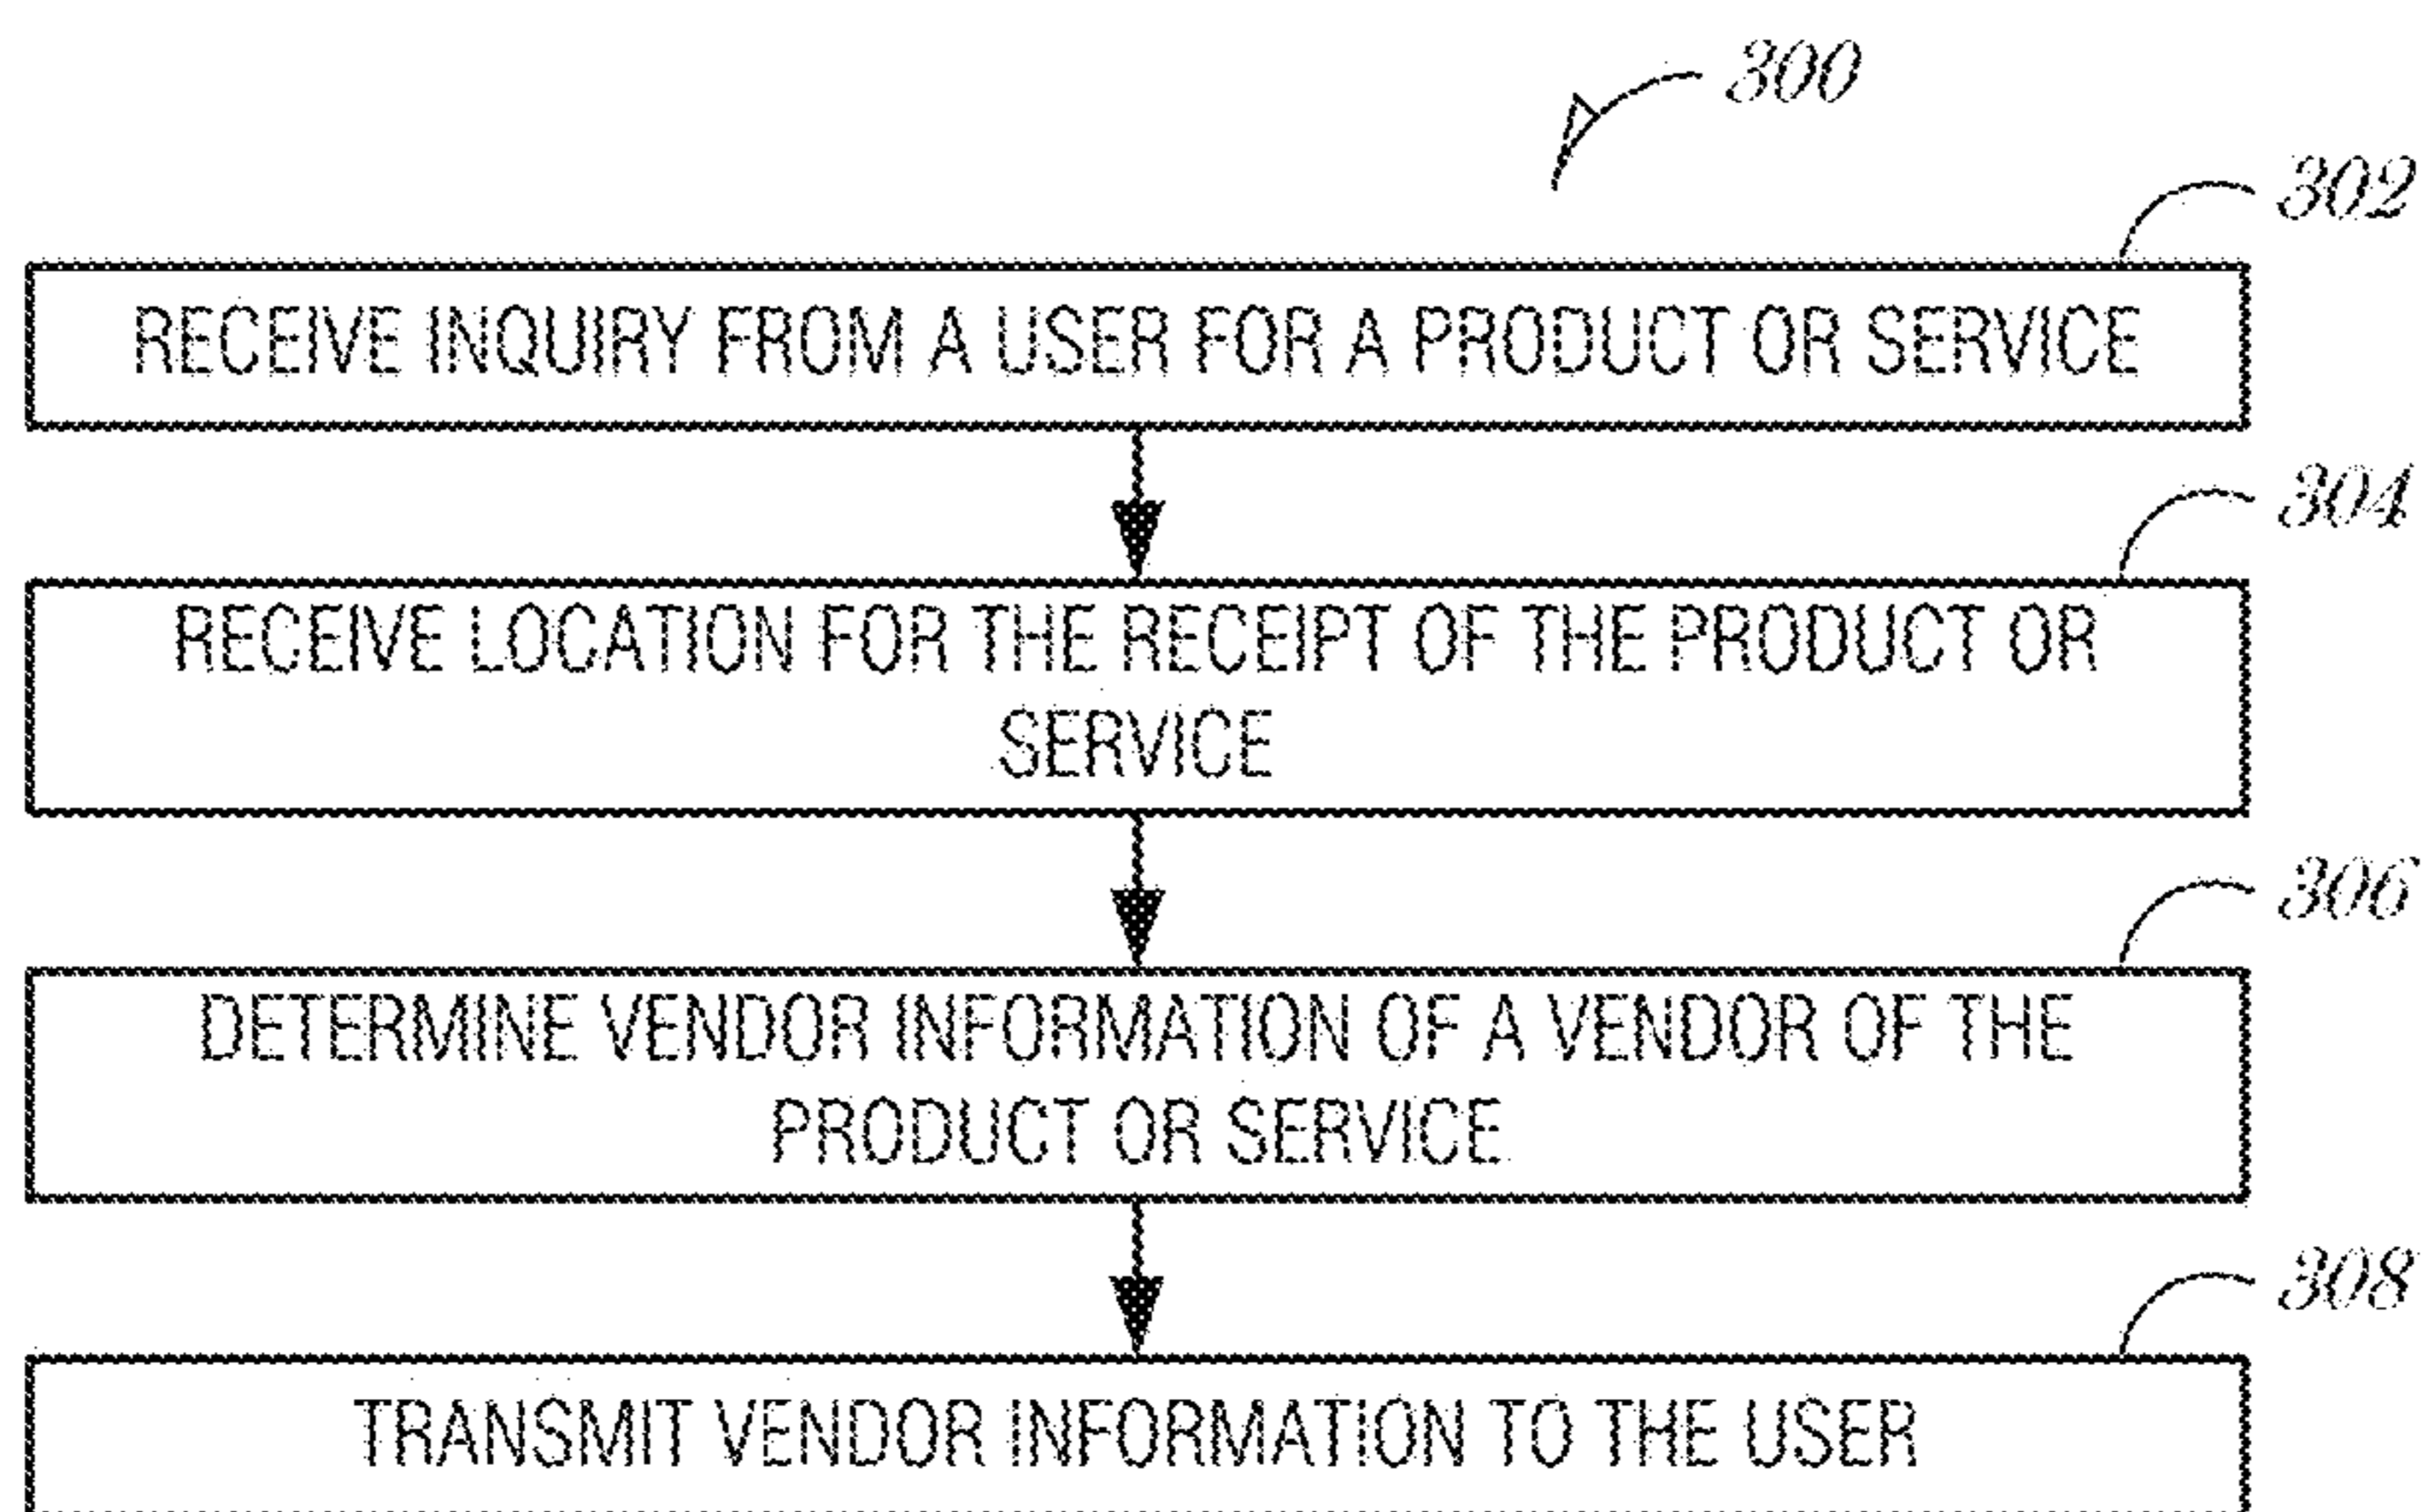 300
302
RECEIVE INQUIRY FROM A USER FOR A PRODUCT OR SERVICE
304
RECEIVE LOCATION FOR THE RECEIPT OF THE PRODUCT OR
SERVICE
306
DETERMINE VENDOR INFORMATION OF A VENDOR OF THE
PRODUCT OR SERVICE
308
TRANSMIT VENDOR INFORMATION TO THE USER